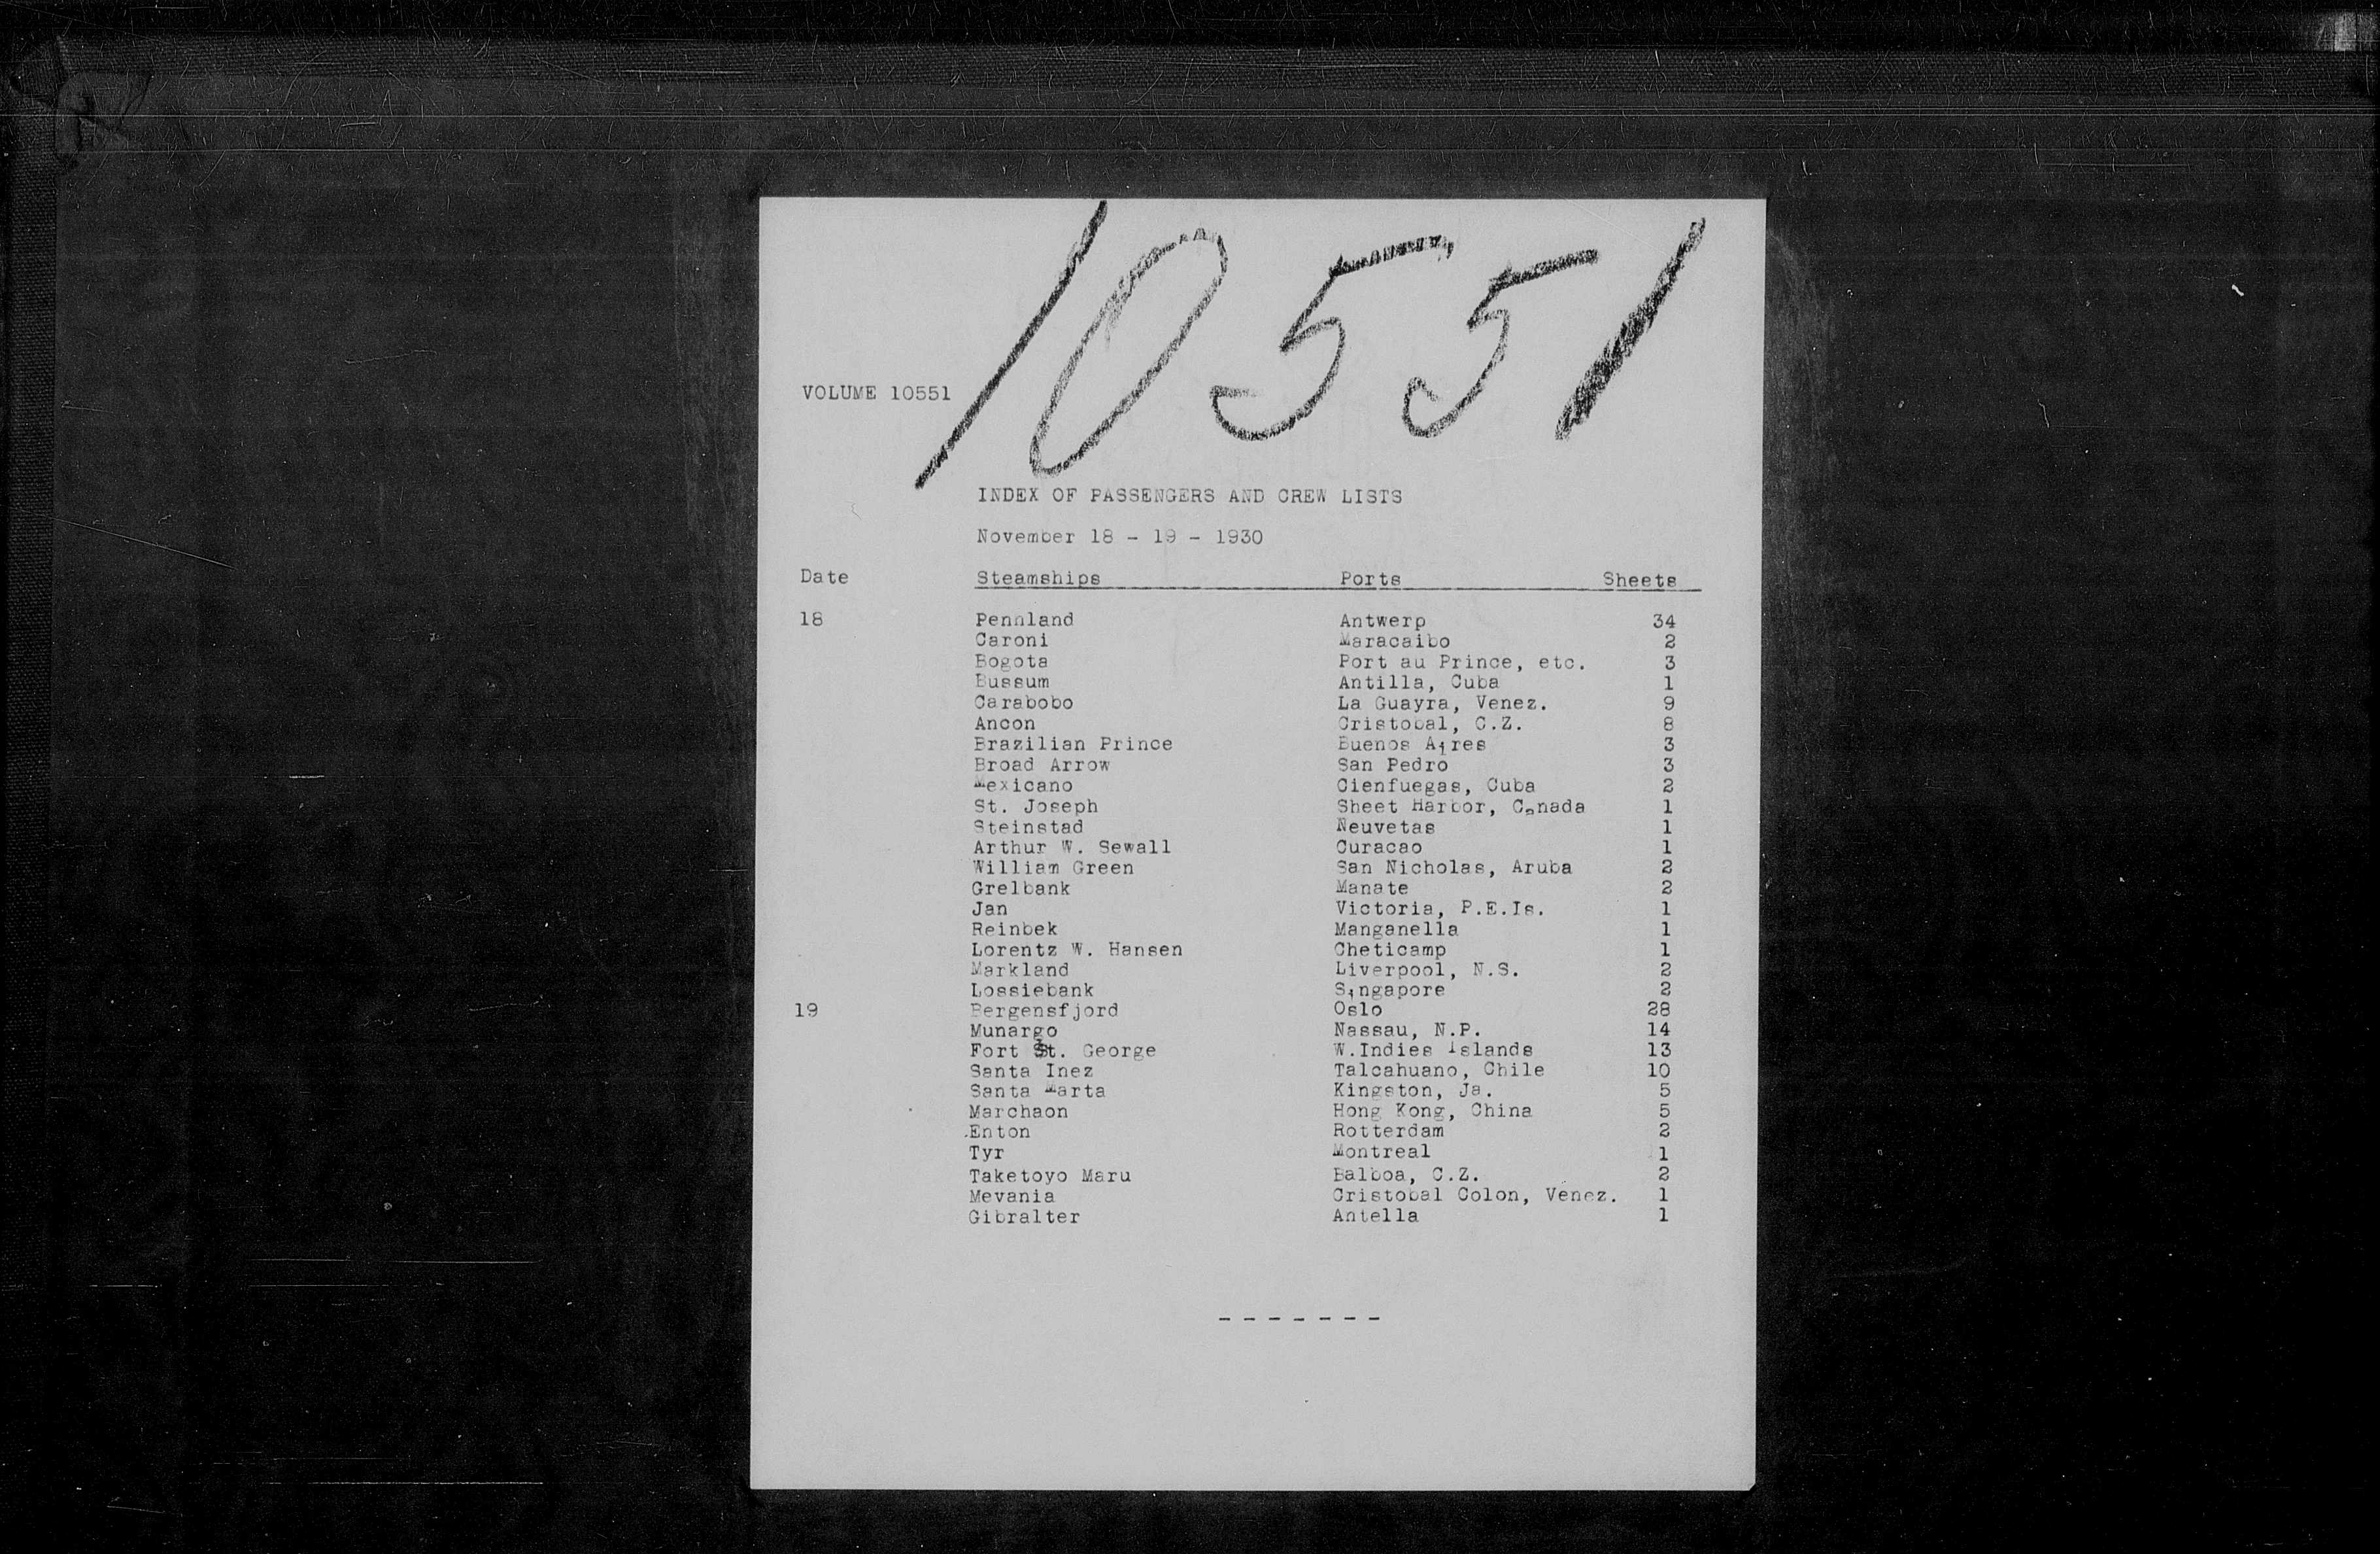 10551
VOLUME 10551
INDEX OF PASSENGERS AND CREW LISTS
November 18 - 19 - 1930
Date Steamships Ports Sheets
18 Pennland Antwerp 34
Caroni Maracaibo 2
Bogota Port au Prince, etc. 3
Bussum Antilla, Cuba 1
Carabobo La Guayra, Venez. 9
Ancon Cristobal, C.Z. 8
Brazilian Prince Buenos Aires 3
Broad Arrow San Pedro 3
Mexicano Cienfuegas, Cuba 2
St. Joseph Sheet Harbor, Canada 1
Steinstad Neuvetas 1
Arthur W. Sewall Curacao 1
William Green San Nicholas, Aruba 2
Grelbank Manate 2
Jan Victoria, P.E.Is. 1
Reinbek Manganella 1
Lorentz W. Hansen Cheticamp 1
Markland Liverpool, N.S. 2
Lossiebank Singapore 2
19 Bergensfjord Oslo 28
Munargo Nassau, N.P. 14
Fort St. George W.Indies Islands 13
Santa Inez Talcahuano, Chile 10
Santa Marta Kingston, Ja. 5
Marchaon Hong Kong, China 5
Enton Rotterdam 2
Tyr Montreal 1
Taketoyo Maru Balboa, C.Z. 2
Mevania Cristobal Colon, Venez. 1
Gibralter Antella 1
- - - - - - -